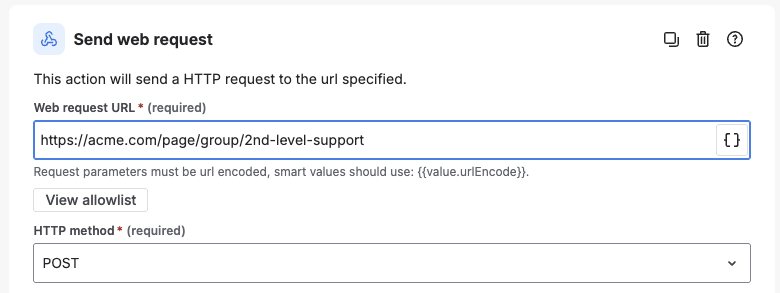 Send web request
This action will send a HTTP request to the url specified.
Web request URL * (required)
https://acme.com/page/group/2nd-level-support
{}
Request parameters must be url encoded, smart values should use: {{value.urlEncode}}.
View allowlist
HTTP method * (required)
POST